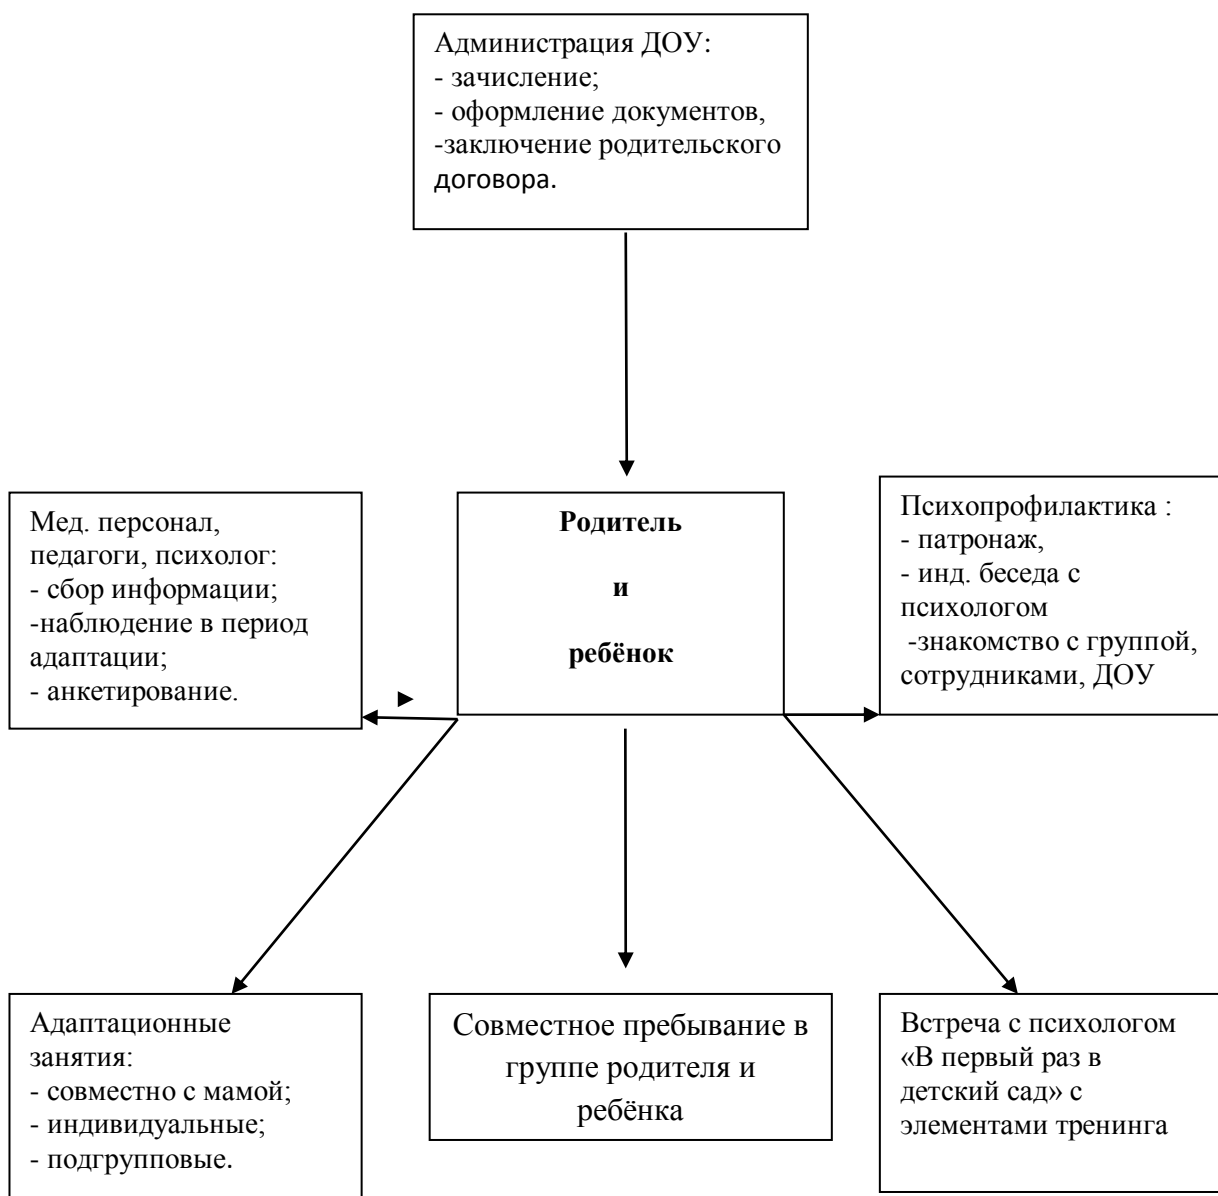 Администрация ДОУ:
- зачисление;
- оформление документов,
-заключение родительского
договора.
Мед. персонал,
педагоги, психолог:
- сбор информации;
-наблюдение в период
адаптации;
- анкетирование.
Родитель
и
ребёнок
Психопрофилактика :
- патронаж,
- инд. беседа с
психологом
-знакомство с группой,
сотрудниками, ДОУ
Адаптационные
занятия:
- совместно с мамой;
- индивидуальные;
- подгрупповые.
Совместное пребывание в
группе родителя и
ребёнка
Встреча с психологом
«В первый раз в
детский сад» с
элементами тренинга